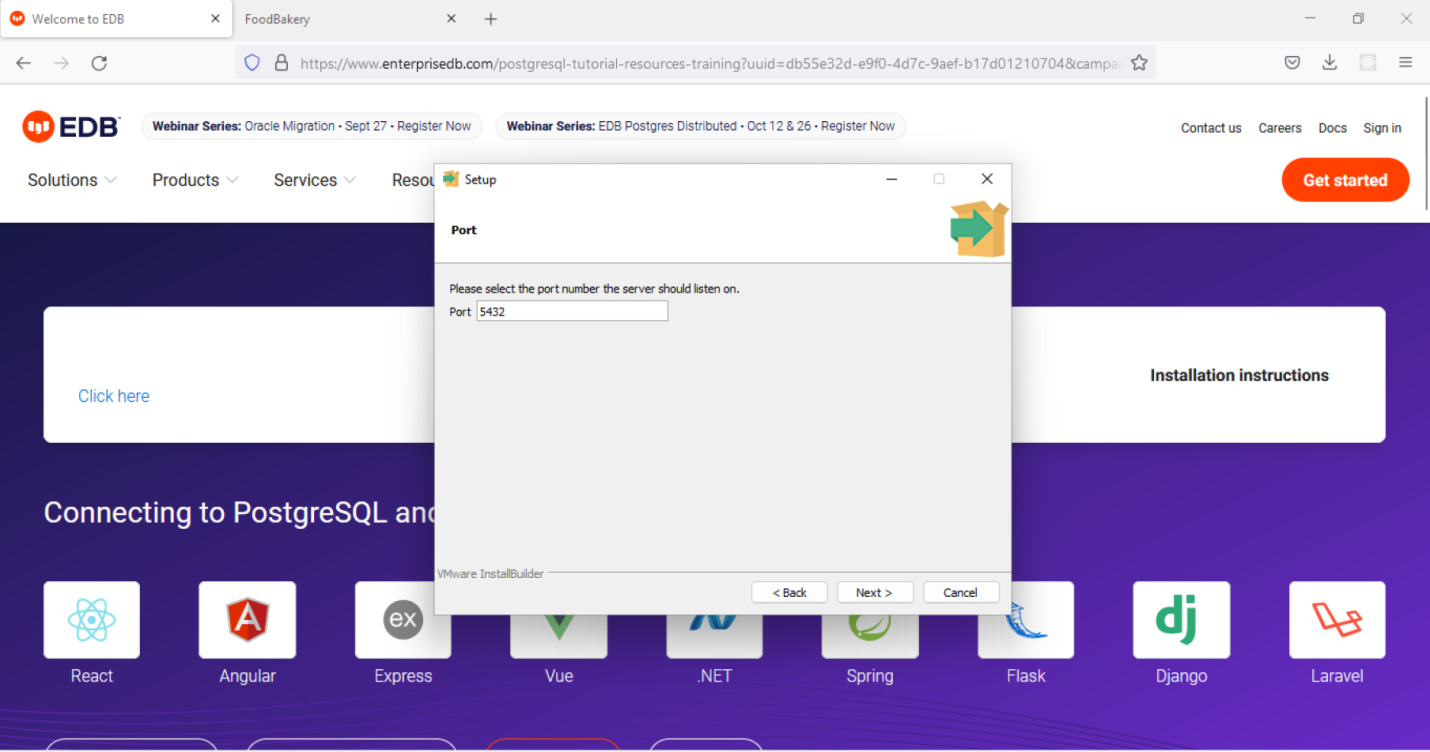 Welcome to EDB
FoodBakery
https://www.enterprisedb.com/postgresql-tutorial-resources-training?uuid=db55e32d-e9f0-4d7c-9aef-b17d01210704&campai
EDB
Webinar Series: Oracle Migration • Sept 27 • Register Now
Webinar Series: EDB Postgres Distributed • Oct 12 & 26 • Register Now
Contact us Careers Docs Sign in
Solutions Products Services Resou
Get started
Setup
Port
Please select the port number the server should listen on.
Port 5432
Click here
Installation instructions
Connecting to PostgreSQL and
VMware InstallBuilder
< Back Next > Cancel
ex
dj
React Angular Express Vue .NET Spring Flask Django Laravel